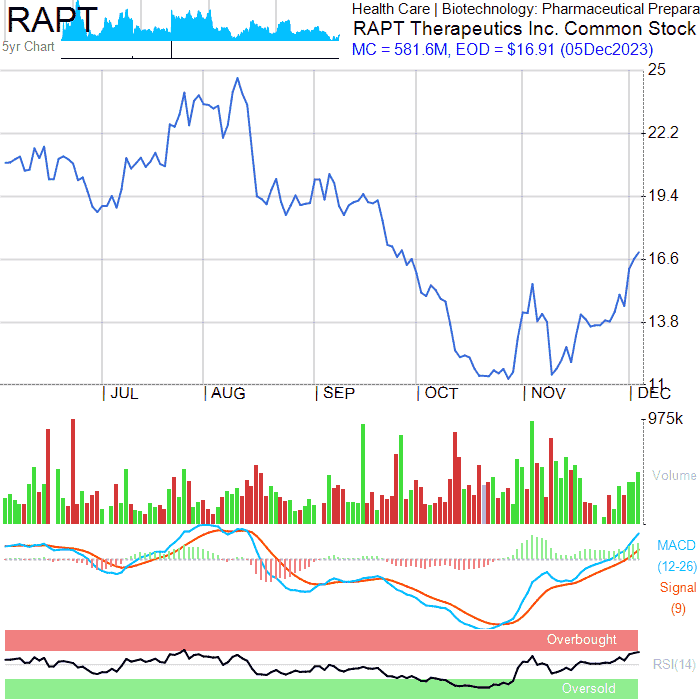 RAPT
5yr Chart
Health Care | Biotechnology: Pharmaceutical Prepara
RAPT Therapeutics Inc. Common Stock
MC = 581.6M, EOD = $16.91 (05Dec2023)
25
22.2
19.4
16.6
13.8
11
| JUL | AUG | SEP | OCT | NOV | DEC
975k
Volume
MACD
(12-26)
Signal
(9)
Overbought
RSI(14)
Oversold